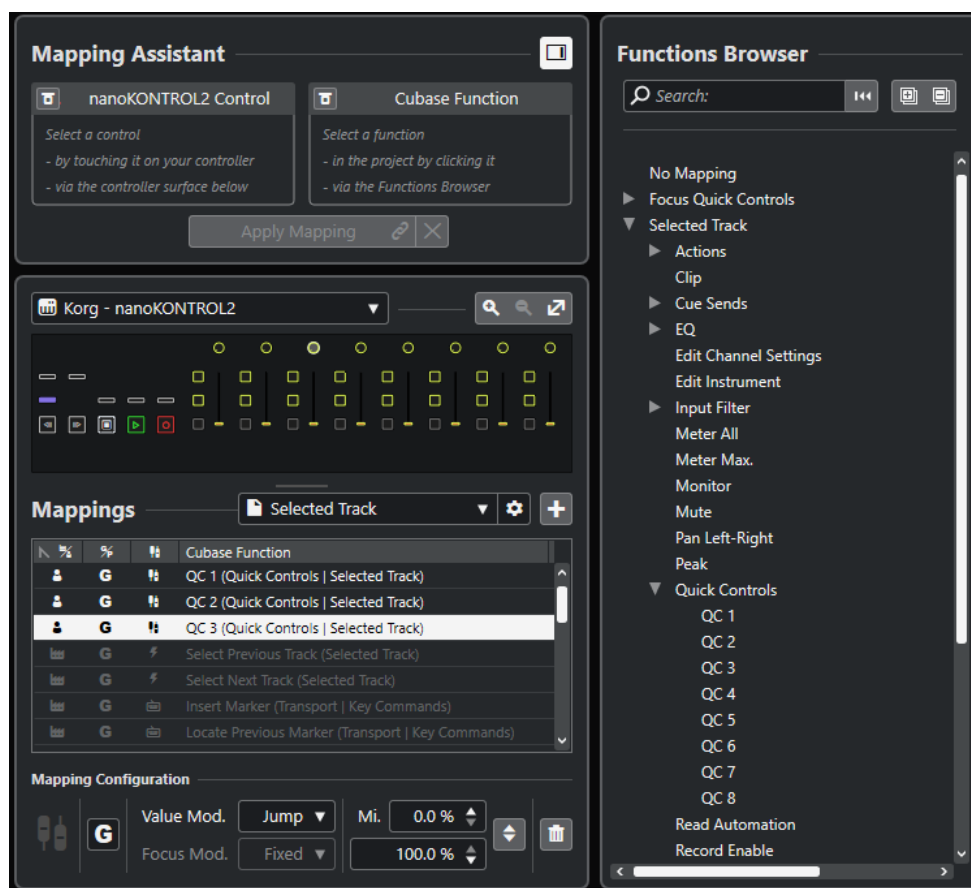 Mapping Assistant
nanoKONTROL2 Control
Select a control
- by touching it on your controller
- via the controller surface below
Cubase Function
Select a function
- in the project by clicking it
- via the Functions Browser
Apply Mapping
Korg - nanoKONTROL2
Mappings
Selected Track
Cubase Function
G QC 1 (Quick Controls | Selected Track)
G QC 2 (Quick Controls | Selected Track)
G QC 3 (Quick Controls | Selected Track)
G Select Previous Track (Selected Track)
G Select Next Track (Selected Track)
G Insert Marker (Transport | Key Commands)
G Locate Previous Marker (Transport | Key Commands)
Mapping Configuration
G
Value Mod. Jump Mi. 0.0 %
Focus Mod. Fixed 100.0 %
Functions Browser
Search:
No Mapping
Focus Quick Controls
Selected Track
Actions
Clip
Cue Sends
EQ
Edit Channel Settings
Edit Instrument
Input Filter
Meter All
Meter Max.
Monitor
Mute
Pan Left-Right
Peak
Quick Controls
QC 1
QC 2
QC 3
QC 4
QC 5
QC 6
QC 7
QC 8
Read Automation
Record Enable